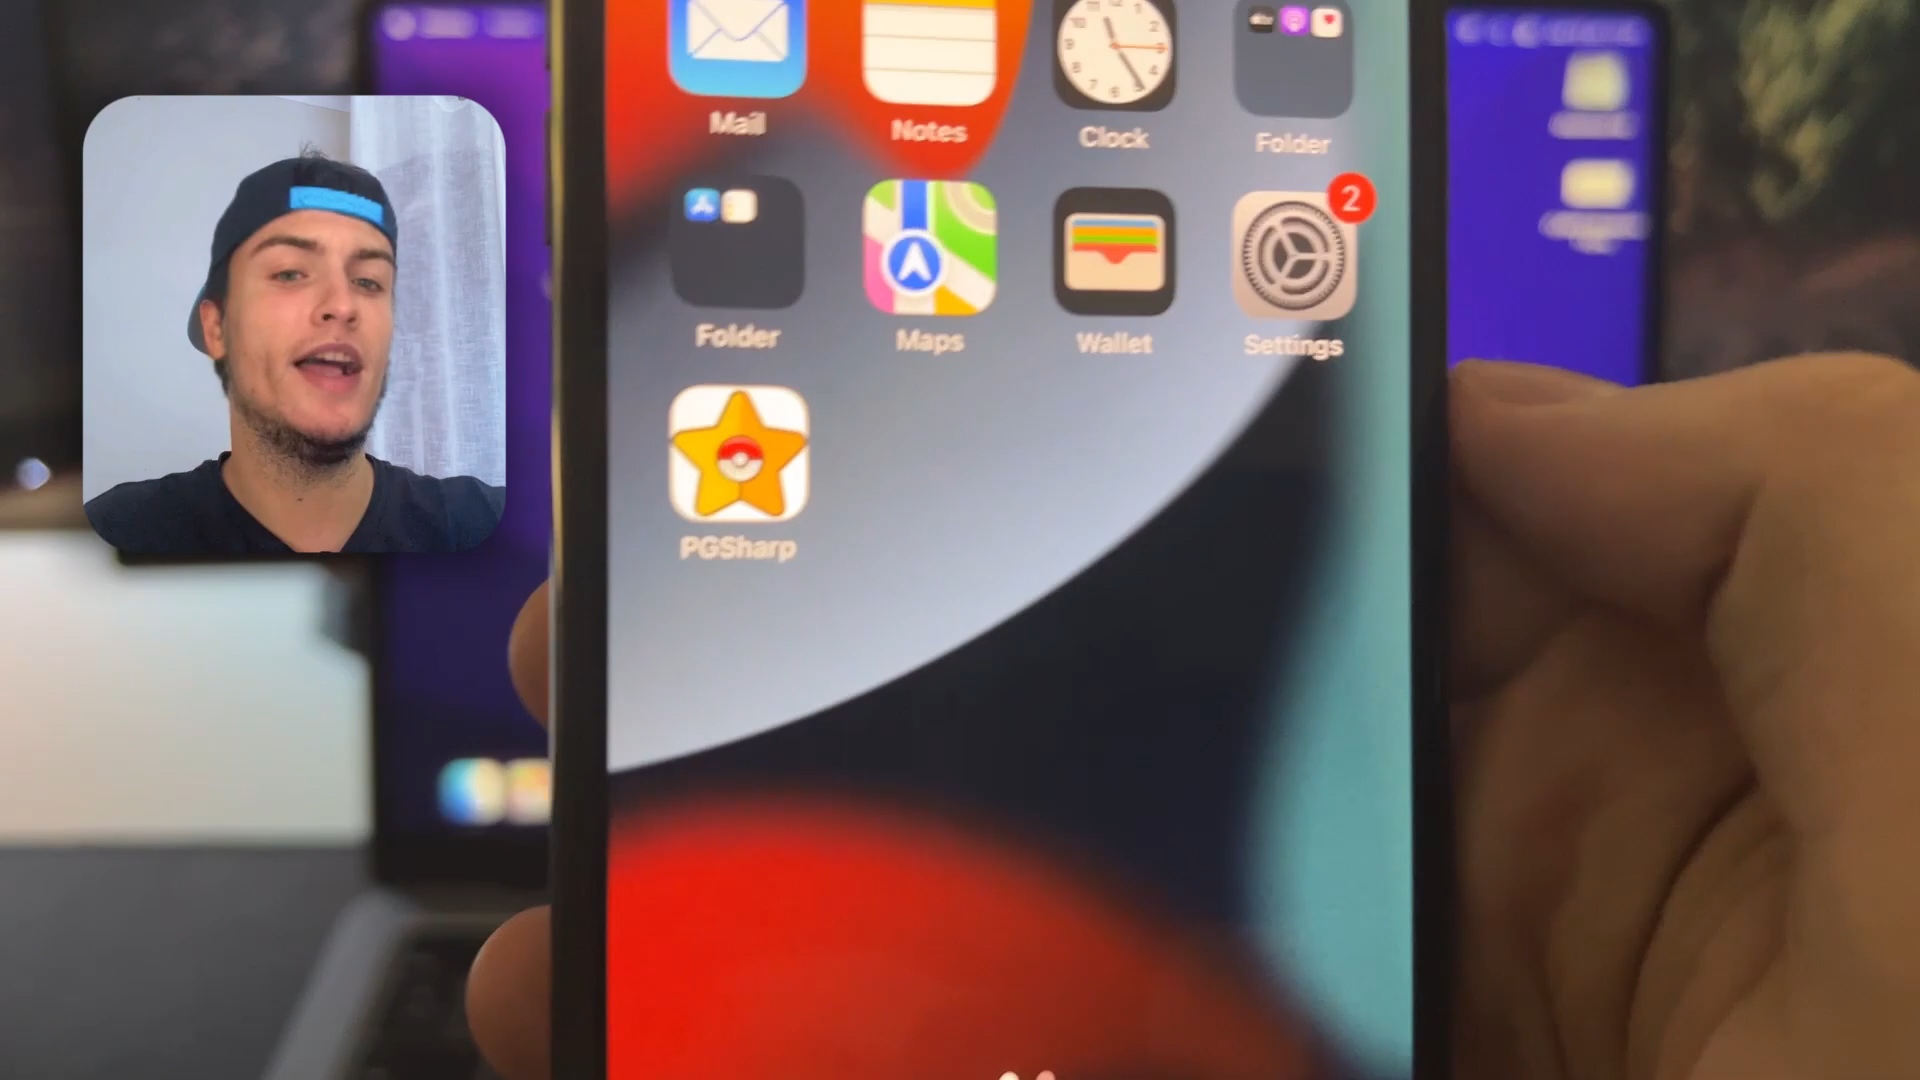 Mail
Notes
Clock
Folder
Folder
Maps
Wallet
Settings
2
PGSharp